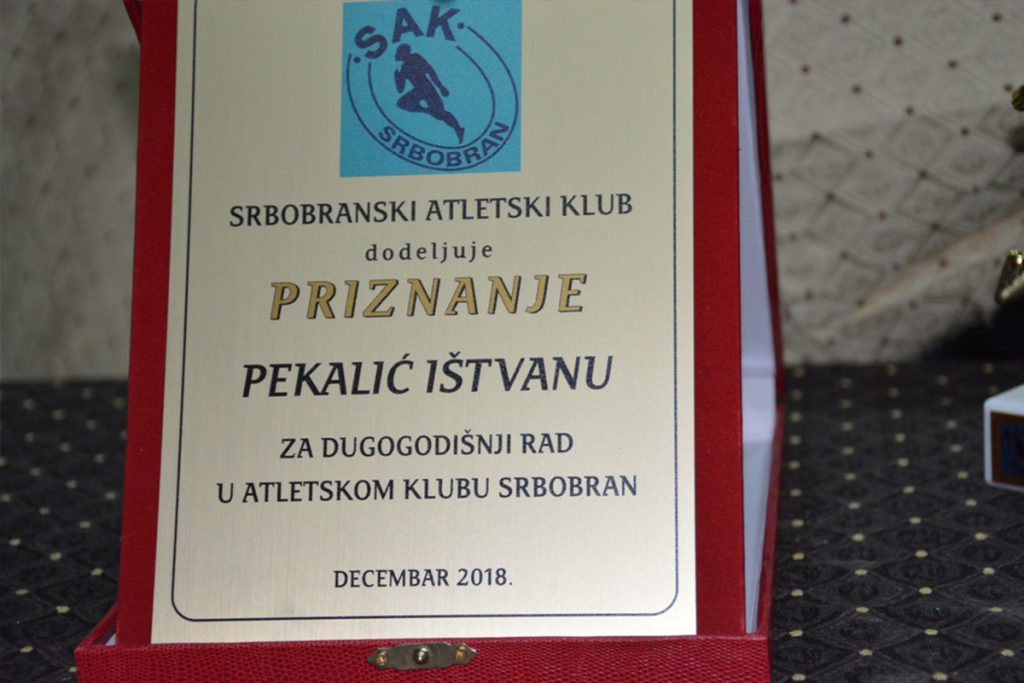 SAK
SRBOBRAN
SRBOBRANSKI ATLETSKI KLUB
dodeljuje
PRIZNANJE
PEKALIĆ IŠTVANU
ZA DUGOGODIŠNJI RAD
U ATLETSKOM KLUBU SRBOBRAN
DECEMBAR 2018.